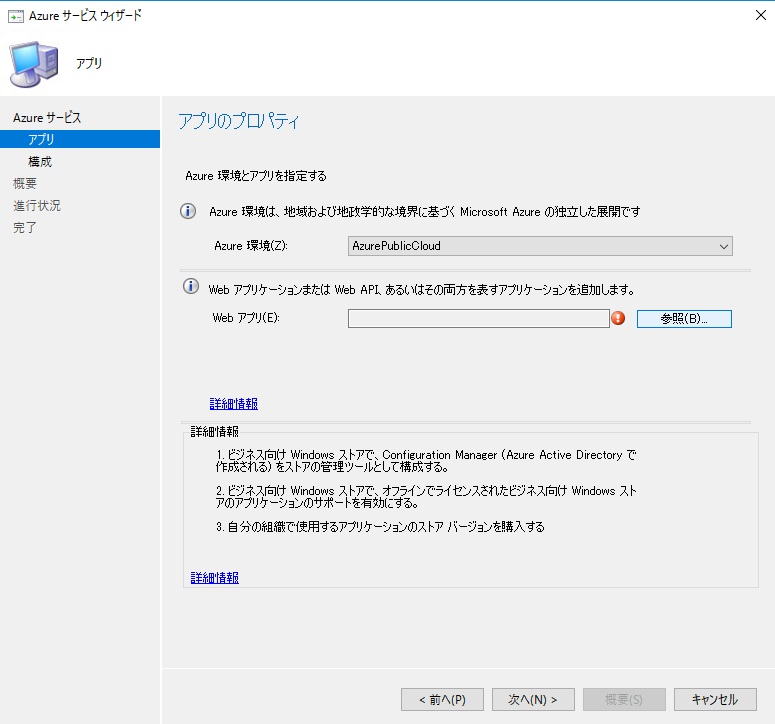 Azure サービス ウィザード
アプリ
Azure サービス
アプリ
構成
概要
進行状況
完了
アプリのプロパティ
Azure 環境とアプリを指定する
Azure 環境は、地域および地政学的な境界に基づく Microsoft Azure の独立した展開です
Azure 環境(Z):
AzurePublicCloud
Web アプリケーションまたは Web API、あるいはその両方を表すアプリケーションを追加します。
Web アプリ(E):
参照(B)...
詳細情報
詳細情報
1. ビジネス向け Windows ストアで、Configuration Manager (Azure Active Directory で
作成される) をストアの管理ツールとして構成する。
2. ビジネス向け Windows ストアで、オフラインでライセンスされたビジネス向け Windows スト
アのアプリケーションのサポートを有効にする。
3. 自分の組織で使用するアプリケーションのストア バージョンを購入する
詳細情報
< 前へ(P)
次へ(N) >
概要(S)
キャンセル